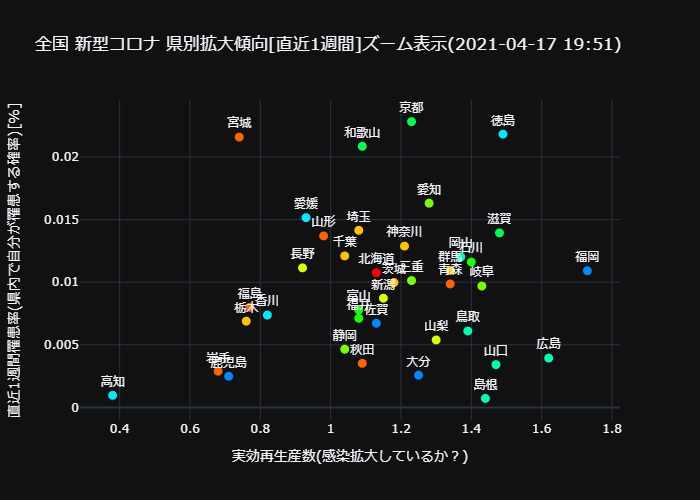 全国 新型コロナ 県別拡大傾向[直近1週間]ズーム表示(2021-04-17 19:51)
直近1週間罹患率(県内で自分が罹患する確率)[%]
0.02
0.015
0.01
0.005
0
京都
宮城
徳島
和歌山
愛知
愛媛
埼玉
滋賀
山形
神奈川
千葉
岡山
石川
長野
北海道
群馬
福岡
茨城
三重
青森
岐阜
新潟
富山
福島
香川
福井
佐賀
栃木
鳥取
山梨
静岡
秋田
広島
山口
岩手
鹿児島
大分
高知
島根
0.4
0.6
0.8
1
1.2
1.4
1.6
1.8
実効再生産数(感染拡大しているか？)